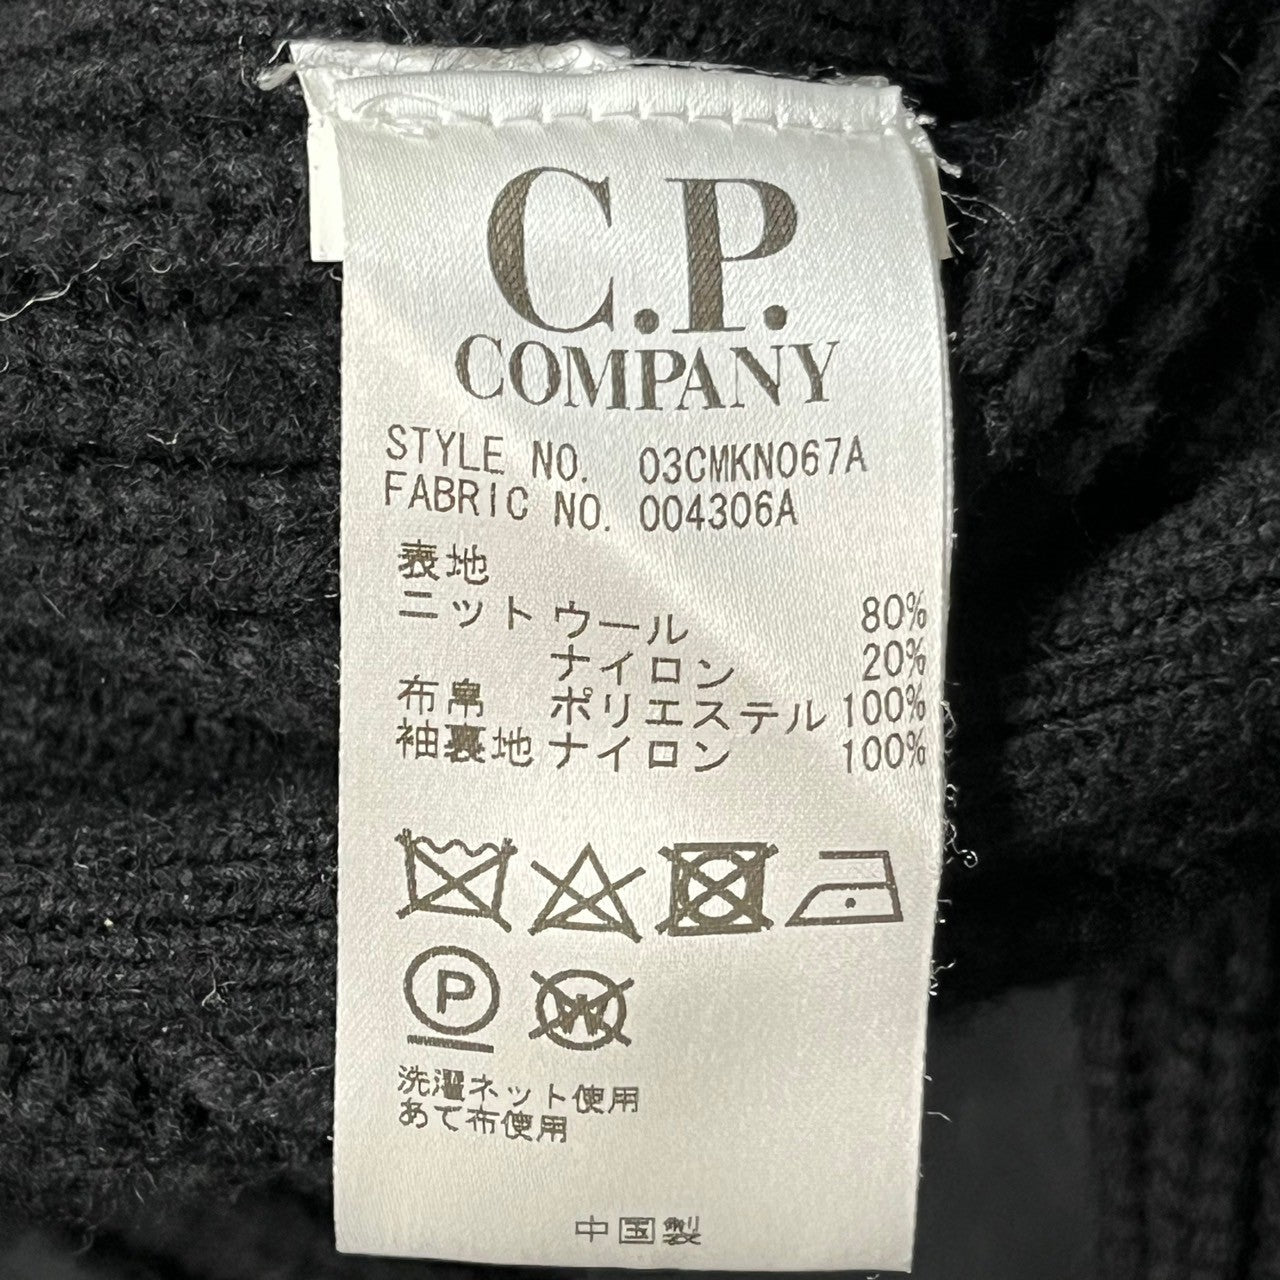 C.P.
COMPANY
STYLE NO. 03CMKN067A
FABRIC NO. 004306A
表地
ニット ウール 80%
ナイロン 20%
布帛 ポリエステル 100%
袖裏地 ナイロン 100%
P
W
洗濯ネット使用
あて布使用
中国製